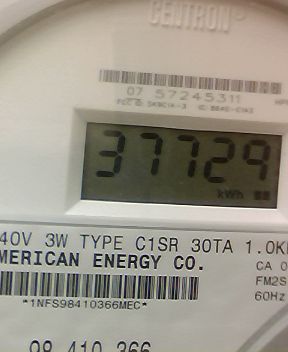 CENTRON®
07 57245311
37729
kWh
40V 3W TYPE C1SR 30TA 1.0K
MERICAN ENERGY CO.
CA 0
FM2S
60Hz
*1NFS98410366MEC*
98 410 366